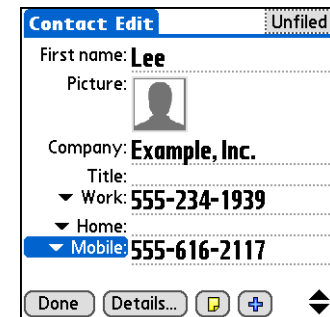 Contact Edit Unfiled
First name: Lee
Picture:
Company: Example, Inc.
Title:
Work: 555-234-1939
Home:
Mobile: 555-616-2117
Done Details...